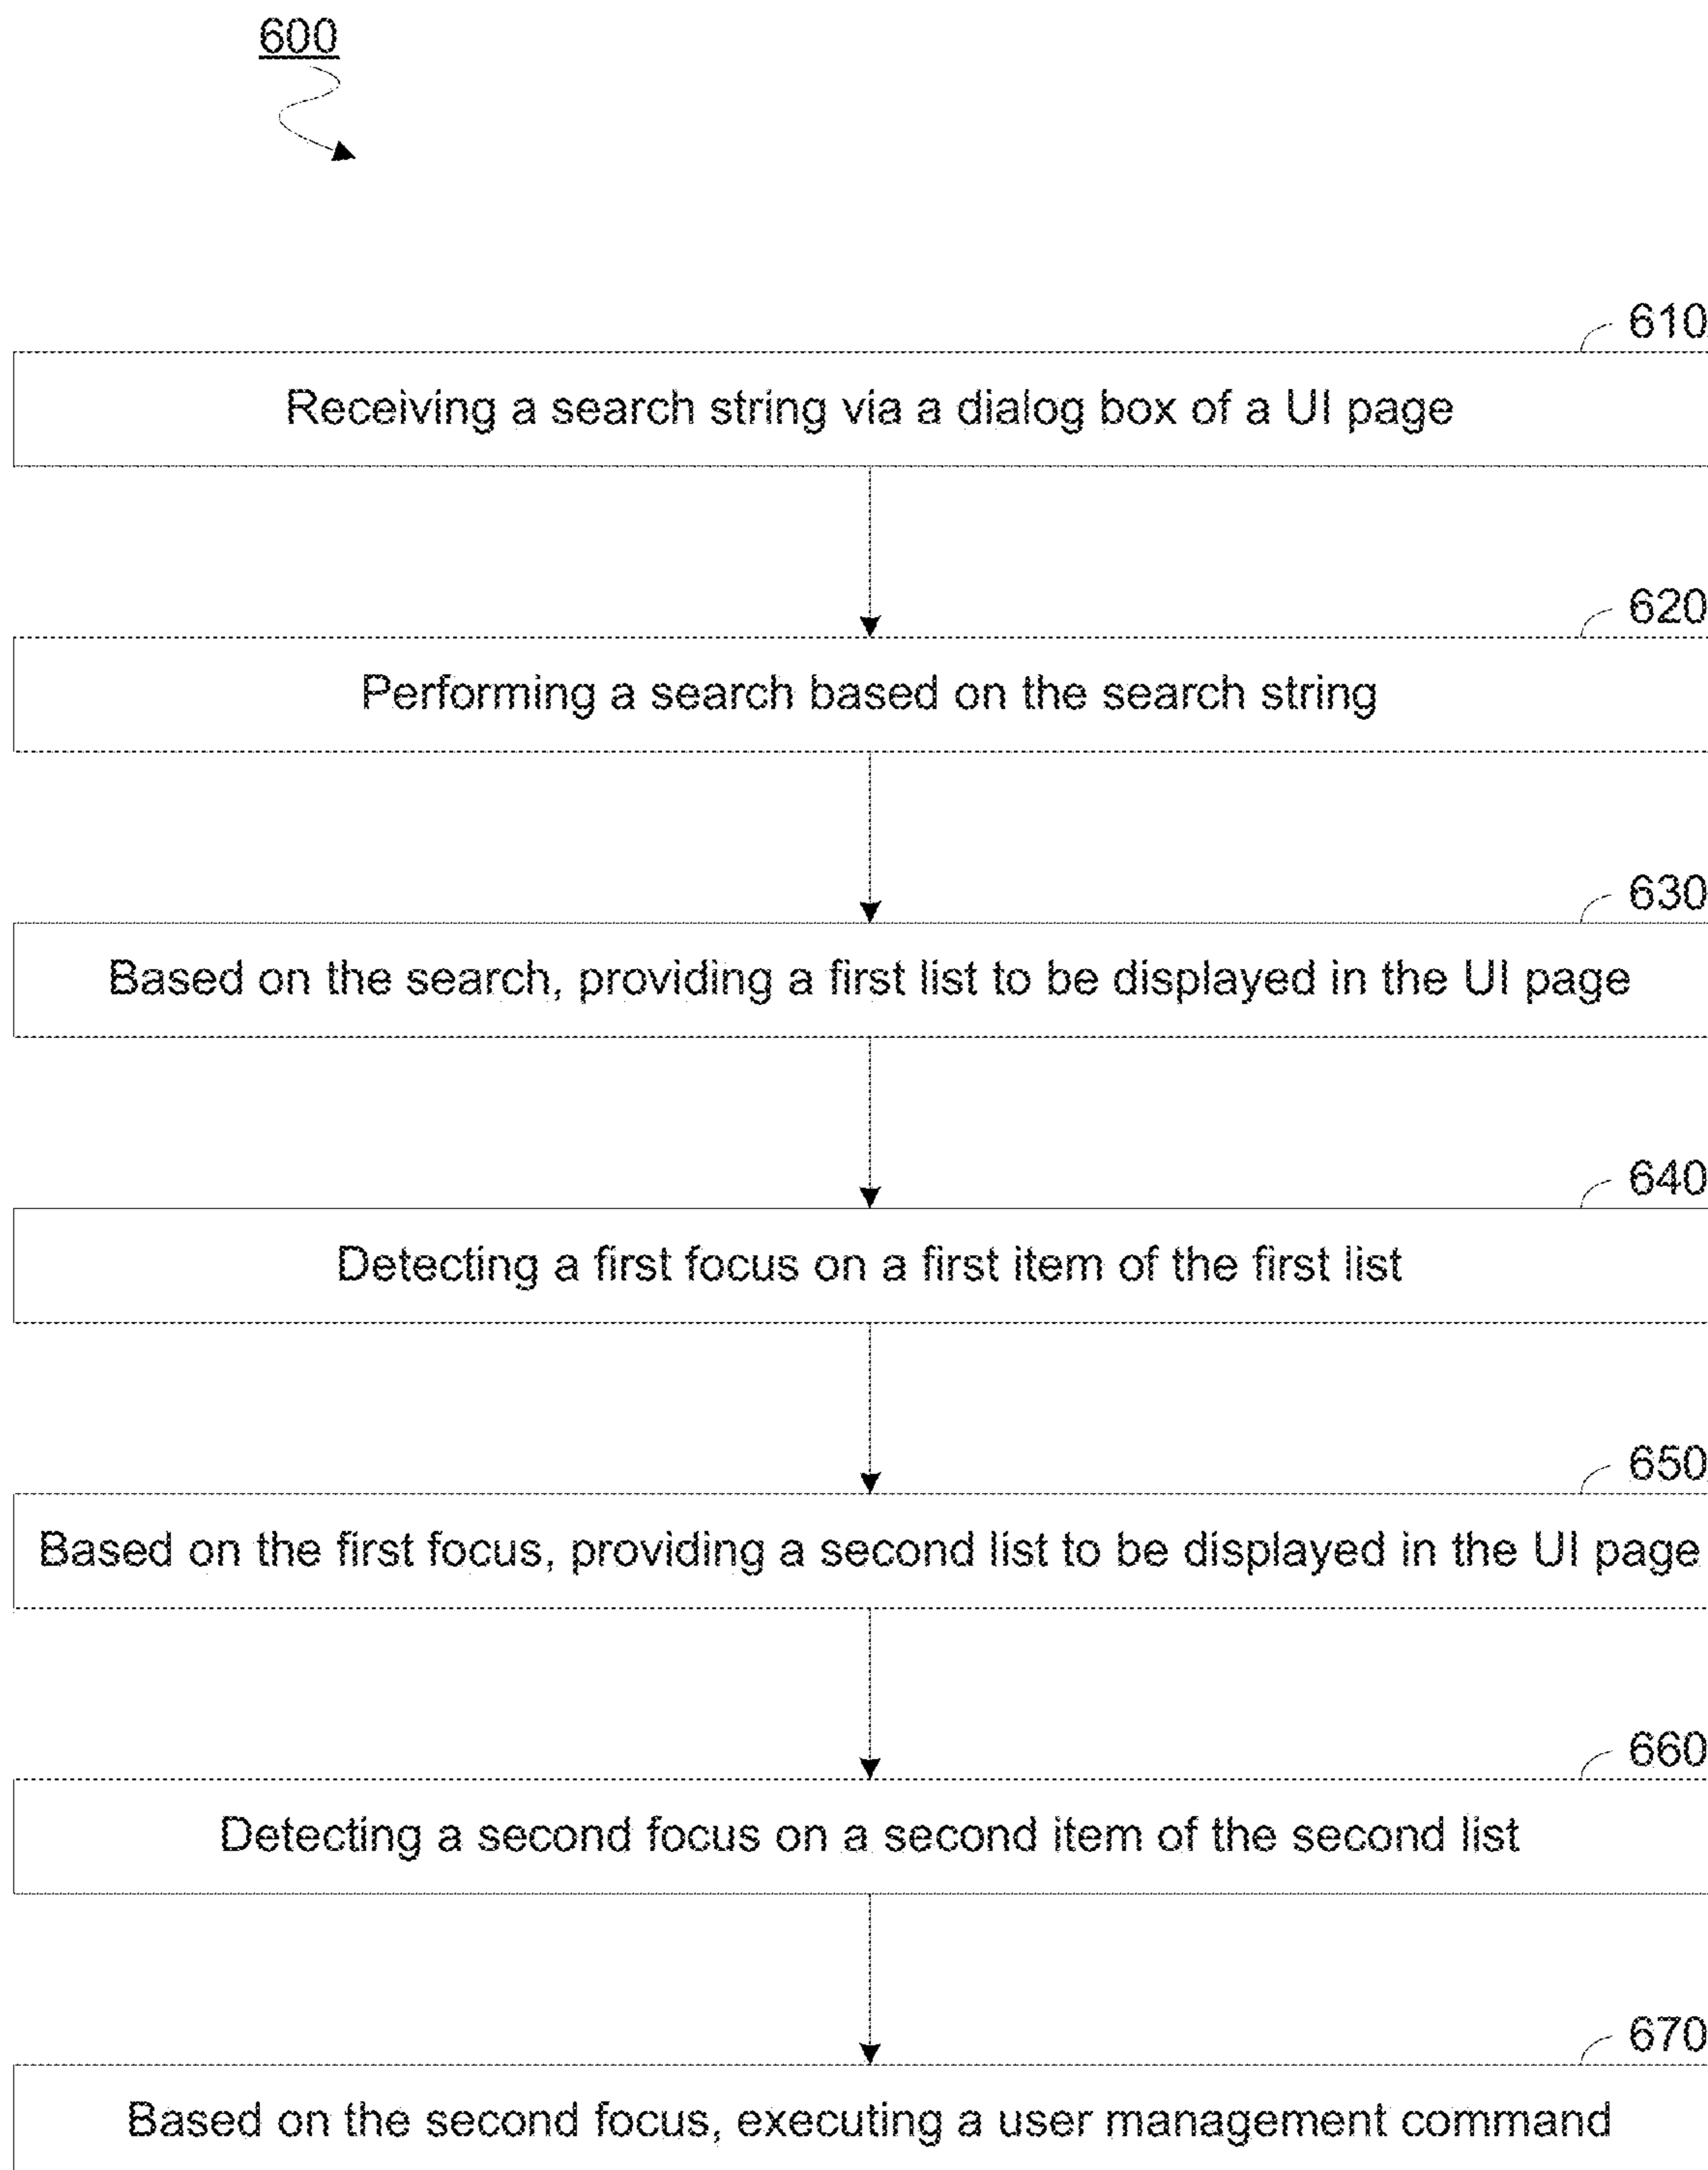 600
610
Receiving a search string via a dialog box of a UI page
620
Performing a search based on the search string
630
Based on the search, providing a first list to be displayed in the UI page
640
Detecting a first focus on a first item of the first list
650
Based on the first focus, providing a second list to be displayed in the UI page
660
Detecting a second focus on a second item of the second list
670
Based on the second focus, executing a user management command